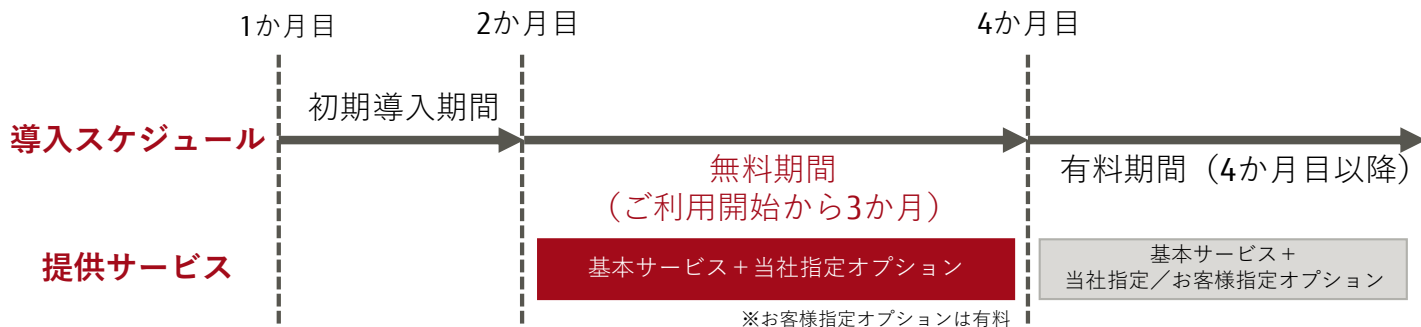 1か月目
2か月目
4か月目
導入スケジュール
初期導入期間
無料期間
（ご利用開始から3か月）
有料期間（4か月目以降）
提供サービス
基本サービス＋当社指定オプション
基本サービス＋
当社指定／お客様指定オプション
※お客様指定オプションは有料